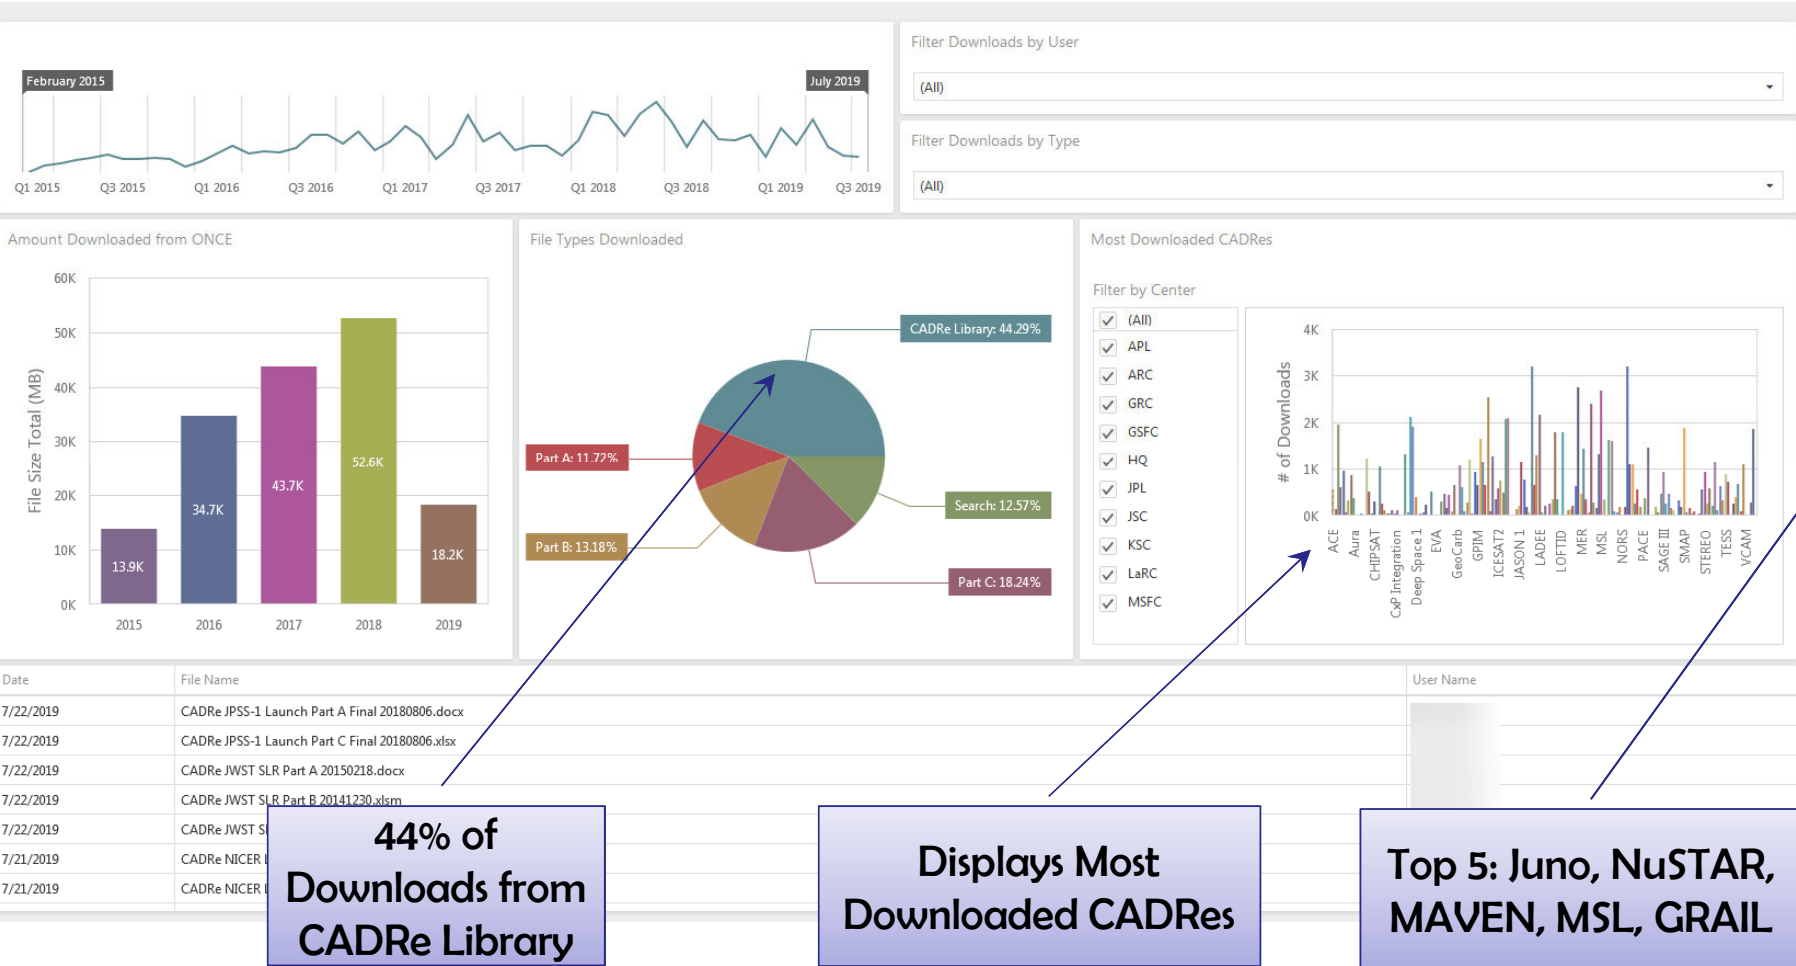 February 2015
July 2019
Q1 2015
Q3 2015
Q1 2016
Q3 2016
Q1 2017
Q3 2017
Q1 2018
Q3 2018
Q1 2019
Q3 2019
Filter Downloads by User
(All)
Filter Downloads by Type
(All)
Amount Downloaded from ONCE
File Size Total (MB)
60K
50K
40K
30K
20K
10K
0K
13.9K
34.7K
43.7K
52.6K
18.2K
2015
2016
2017
2018
2019
File Types Downloaded
CADRe Library: 44.29%
Part A: 11.72%
Search: 12.57%
Part B: 13.18%
Part C: 18.24%
Most Downloaded CADRes
Filter by Center
(All)
APL
ARC
GRC
GSFC
HQ
JPL
JSC
KSC
LaRC
MSFC
# of Downloads
4K
3K
2K
1K
0K
ACE
Aura
CHIPSAT
CxP Integration
Deep Space 1
EVA
GeoCarb
GPIM
ICESAT2
JASON 1
LADEE
LOFTID
MER
MSL
NORS
PACE
SAGE III
SMAP
STEREO
TESS
VCAM
Date File Name User Name
7/22/2019 CADRe JPSS-1 Launch Part A Final 20180806.docx
7/22/2019 CADRe JPSS-1 Launch Part C Final 20180806.xlsx
7/22/2019 CADRe JWST SLR Part A 20150218.docx
7/22/2019 CADRe JWST SLR Part B 20141230.xlsm
7/22/2019 CADRe JWST
7/21/2019 CADRe NICER
7/21/2019 CADRe NICER
44% of
Downloads from
CADRe Library
Displays Most
Downloaded CADRes
Top 5: Juno, NuSTAR,
MAVEN, MSL, GRAIL